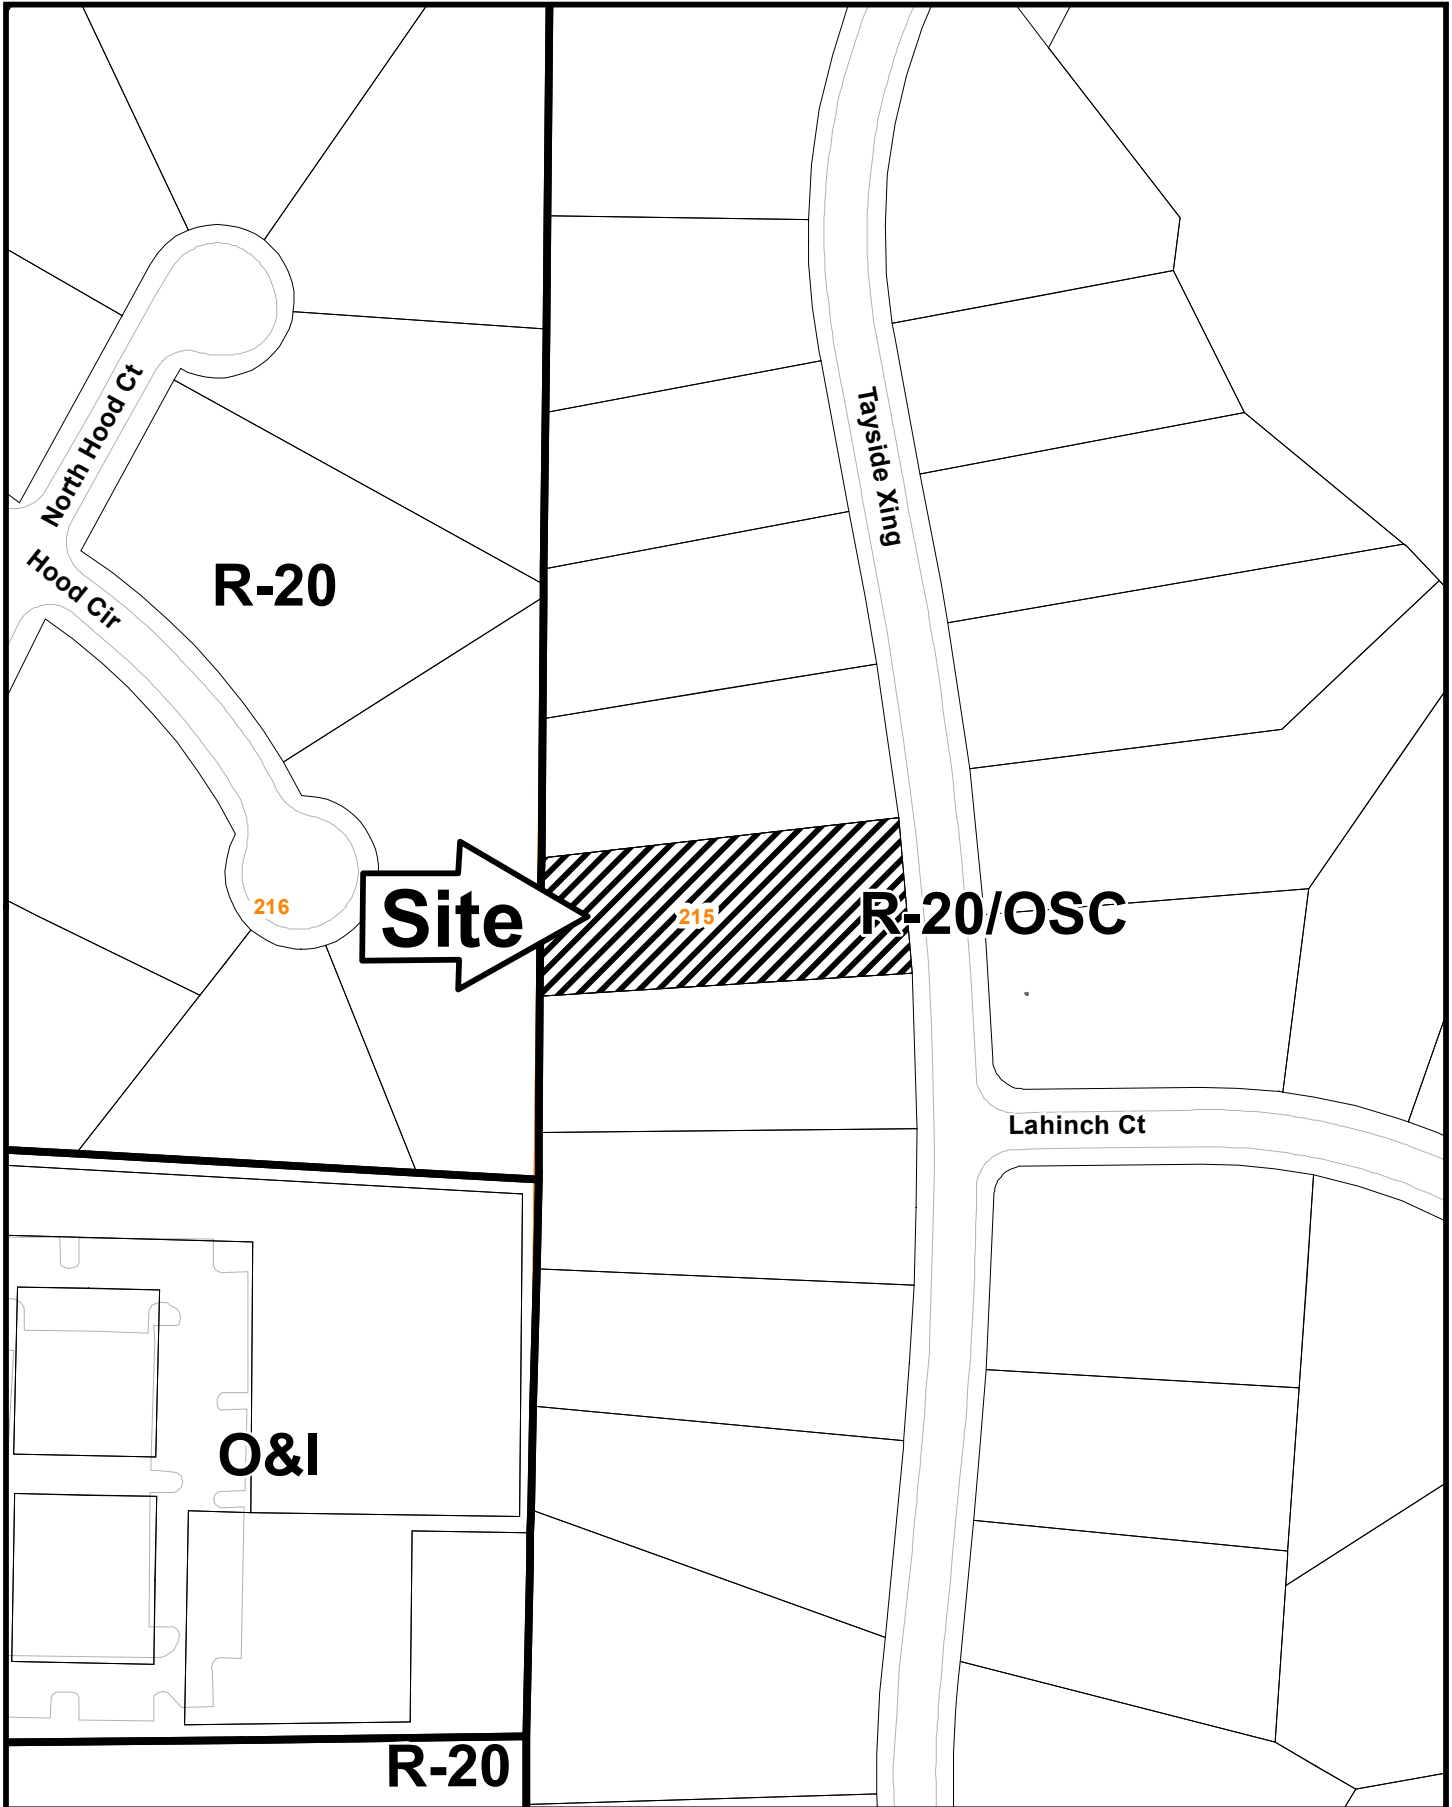 North Hood Ct
Tayside Xing
R-20
Hood Cir
216
Site
215
R-20/OSC
Lahinch Ct
O&I
R-20